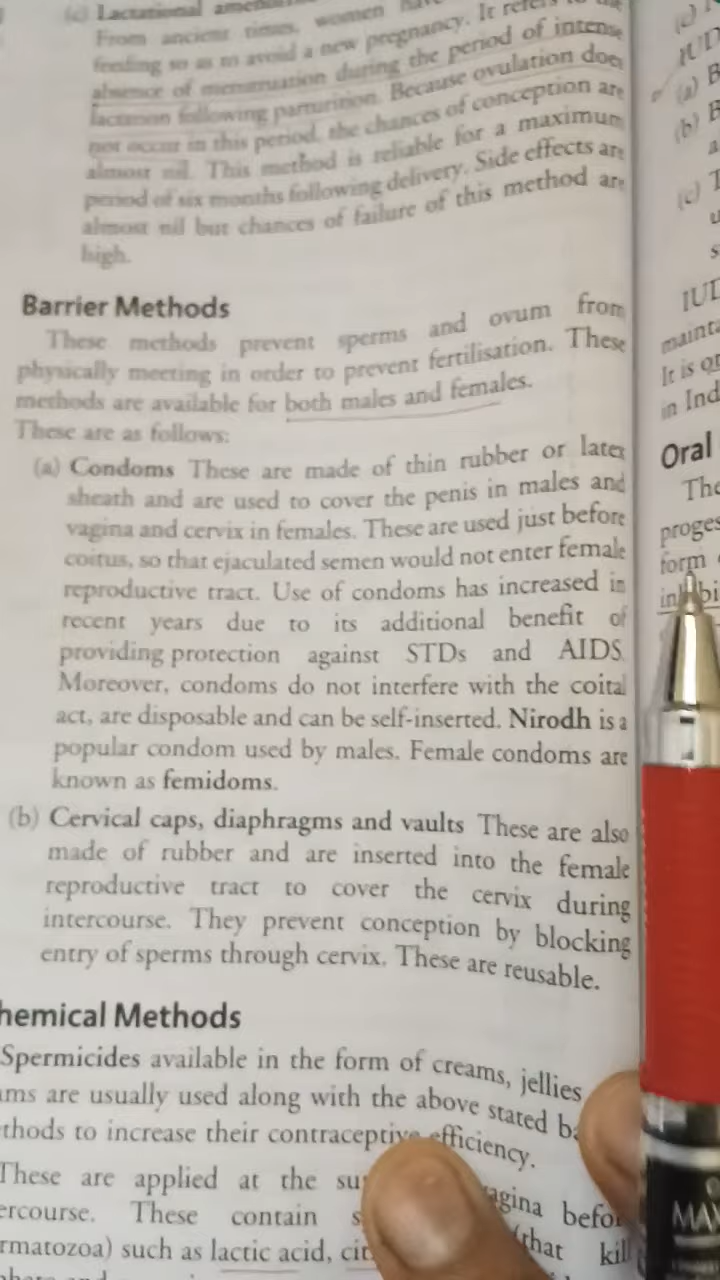 (c) Lactational
From ancient times, women
feeding so as to avoid a new pregnancy. It refers to the
absence of menstruation during the period of intense
lactation following parturition. Because ovulation does
not occur in this period, the chances of conception are
almost nil. This method is reliable for a maximum
period of six months following delivery. Side effects are
almost nil but chances of failure of this method are
high.
Barrier Methods
These methods prevent sperms and ovum from
physically meeting in order to prevent fertilisation. These
methods are available for both males and females.
These are as follows:
(a) Condoms These are made of thin rubber or latex
sheath and are used to cover the penis in males and
vagina and cervix in females. These are used just before
coitus, so that ejaculated semen would not enter female
reproductive tract. Use of condoms has increased in
recent years due to its additional benefit of
providing protection against STDs and AIDS.
Moreover, condoms do not interfere with the coital
act, are disposable and can be self-inserted. Nirodh is a
popular condom used by males. Female condoms are
known as femidoms.
(b) Cervical caps, diaphragms and vaults These are also
made of rubber and are inserted into the female
reproductive tract to cover the cervix during
intercourse. They prevent conception by blocking
entry of sperms through cervix. These are reusable.
hemical Methods
Spermicides available in the form of creams, jellies
ams are usually used along with the above stated ba
thods to increase their contraceptive efficiency.
These are applied at the su agina befor
ercourse. These contain s (that kill
rmatozoa) such as lactic acid, cit
IUD
(a) B
(b) B
a
(c) T
u
s
IUD
mainta
It is or
in Ind
Oral
The
proges
form
inhibi
MAX